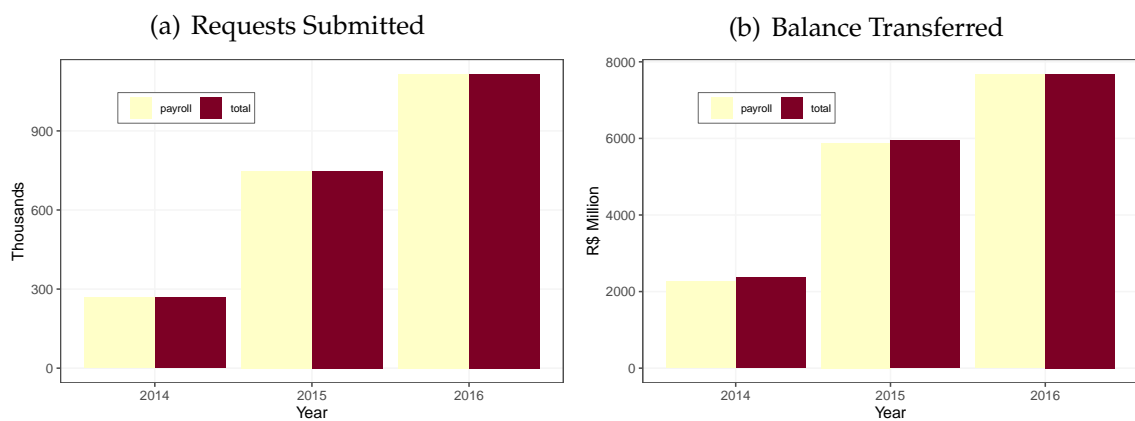 (a) Requests Submitted
Thousands
900
600
300
0
payroll total
2014 2015 2016
Year
(b) Balance Transferred
R$ Million
8000
6000
4000
2000
0
payroll total
2014 2015 2016
Year